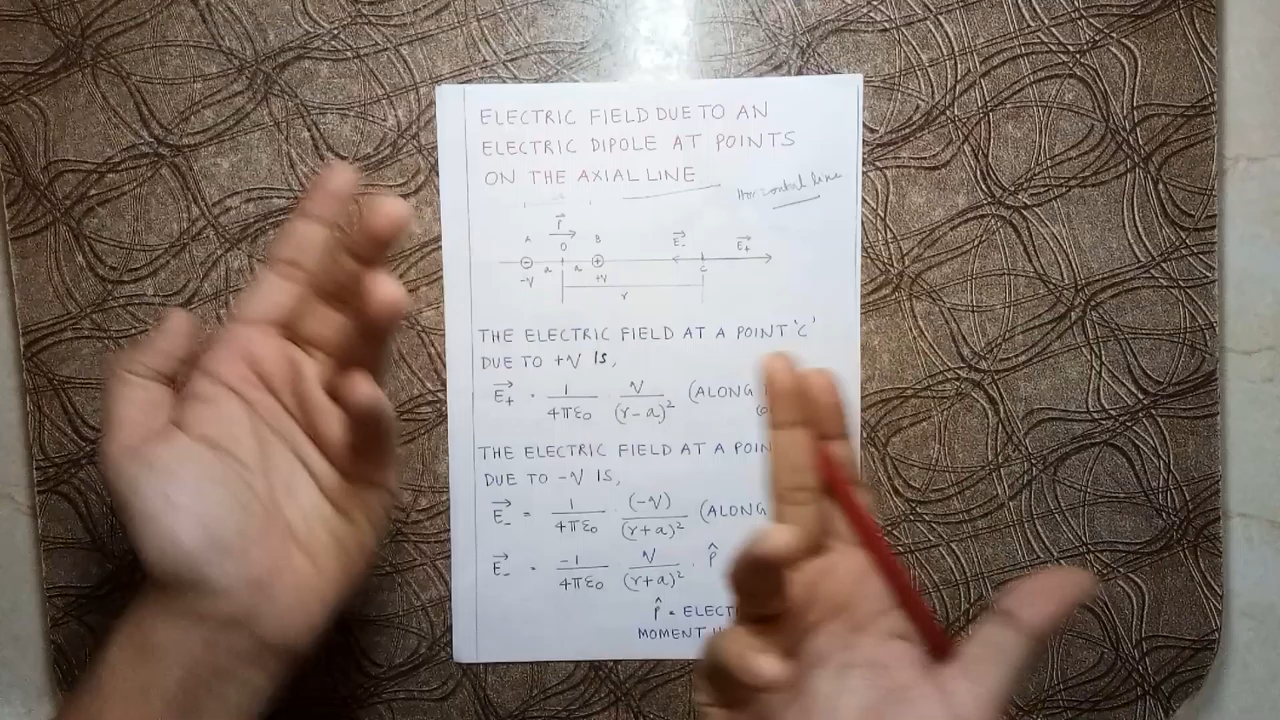 ELECTRIC FIELD DUE TO AN
ELECTRIC DIPOLE AT POINTS
ON THE AXIAL LINE
Horizontal line
A O B
a a
-q +q
r
C
THE ELECTRIC FIELD AT A POINT 'C'
DUE TO +q IS,
E⃗₊ = 1/4πε₀ · q/(r-a)² (ALONG
THE ELECTRIC FIELD AT A POIN
DUE TO -q IS,
E⃗₋ = 1/4πε₀ · (-q)/(r+a)² (ALONG
E⃗₋ = -1/4πε₀ · q/(r+a)² · p̂
p̂ = ELECT
MOMENT